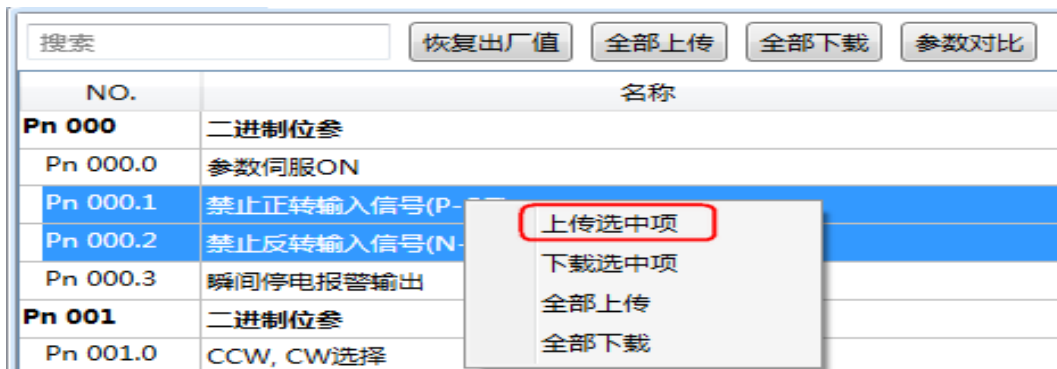 搜索 恢复出厂值 全部上传 全部下载 参数对比
NO. 名称
Pn 000 二进制位参
Pn 000.0 参数伺服ON
Pn 000.1 禁止正转输入信号(P-
Pn 000.2 禁止反转输入信号(N-
Pn 000.3 瞬间停电报警输出
Pn 001 二进制位参
Pn 001.0 CCW, CW选择
上传选中项
下载选中项
全部上传
全部下载